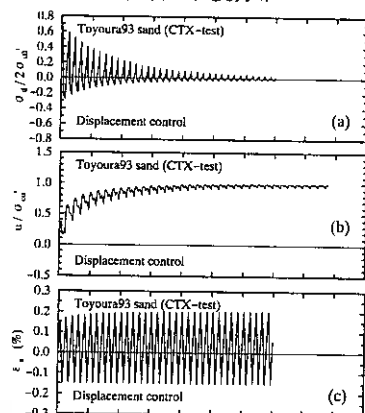 0.8
0.6
0.4
0.2
0.0
-0.2
-0.4
-0.6
-0.8
σd/2σ'
Toyoura93 sand (CTX-test)
(a)
Displacement control
1.5
1.0
0.5
0.0
-0.5
u/σ'
Toyoura93 sand (CTX-test)
(b)
Displacement control
0.3
0.2
0.1
0.0
-0.1
-0.2
-0.3
(%)
Toyoura93 sand (CTX-test)
Displacement control
(c)